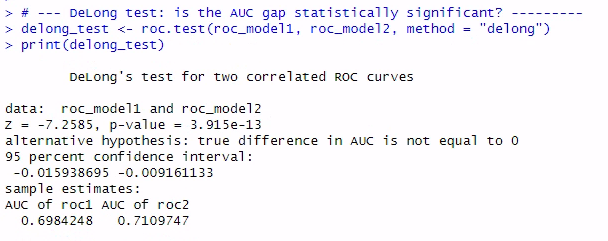 > # --- DeLong test: is the AUC gap statistically significant? ---------
> delong_test <- roc.test(roc_model1, roc_model2, method = "delong")
> print(delong_test)
DeLong's test for two correlated ROC curves
data: roc_model1 and roc_model2
Z = -7.2585, p-value = 3.915e-13
alternative hypothesis: true difference in AUC is not equal to 0
95 percent confidence interval:
-0.015938695 -0.009161133
sample estimates:
AUC of roc1 AUC of roc2
0.6984248 0.7109747